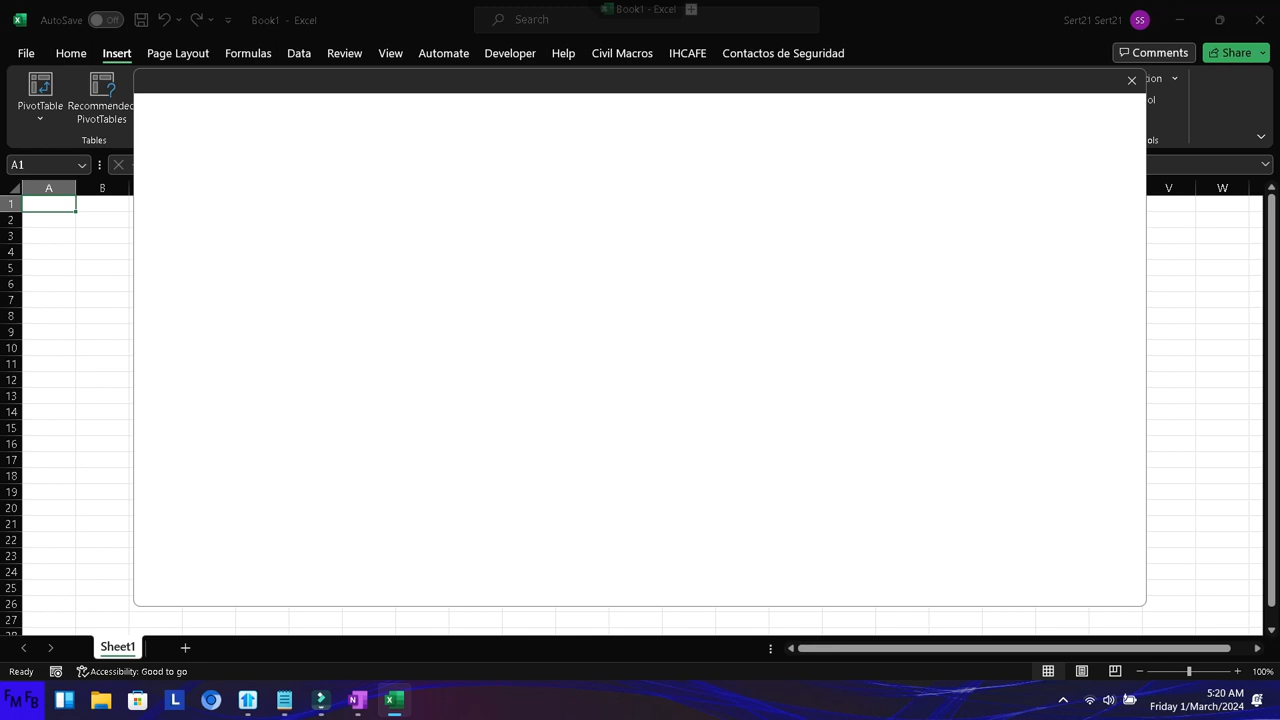 Book1 - Excel
AutoSave Off Book1 - Excel Search Sert21 Sert21 SS
File Home Insert Page Layout Formulas Data Review View Automate Developer Help Civil Macros IHCAFE Contactos de Seguridad Comments Share
PivotTable
Recommended
PivotTables
Tables
A1
A B V W
1
2
3
4
5
6
7
8
9
10
11
12
13
14
15
16
17
18
19
20
21
22
23
24
25
26
27
Sheet1
Ready Accessibility: Good to go 100%
FM FB L N 5:20 AM
Friday 1/March/2024